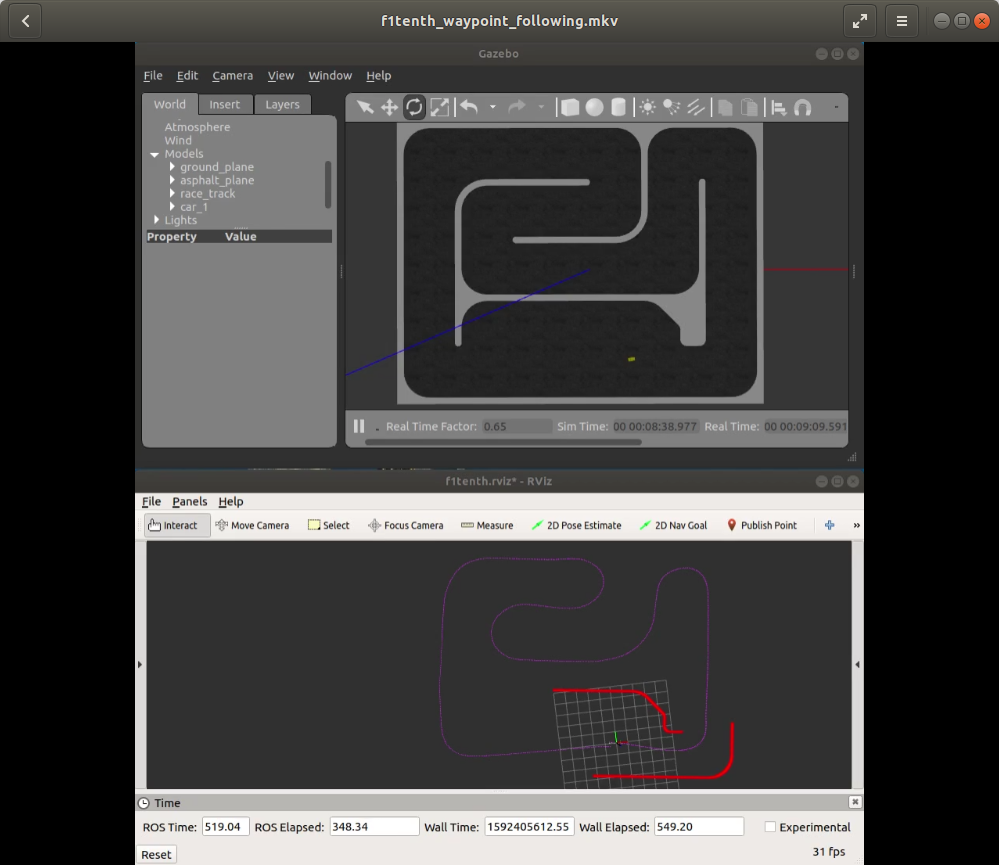 f1tenth_waypoint_following.mkv
Gazebo
File Edit Camera View Window Help
World Insert Layers
Atmosphere
Wind
Models
ground_plane
asphalt_plane
race_track
car_1
Lights
Property Value
Real Time Factor: 0.65 Sim Time: 00 00:08:38.977 Real Time: 00 00:09:09.591
f1tenth.rviz* - RViz
File Panels Help
Interact Move Camera Select Focus Camera Measure 2D Pose Estimate 2D Nav Goal Publish Point »
Time
ROS Time: 519.04 ROS Elapsed: 348.34 Wall Time: 1592405612.55 Wall Elapsed: 549.20 Experimental
Reset 31 fps